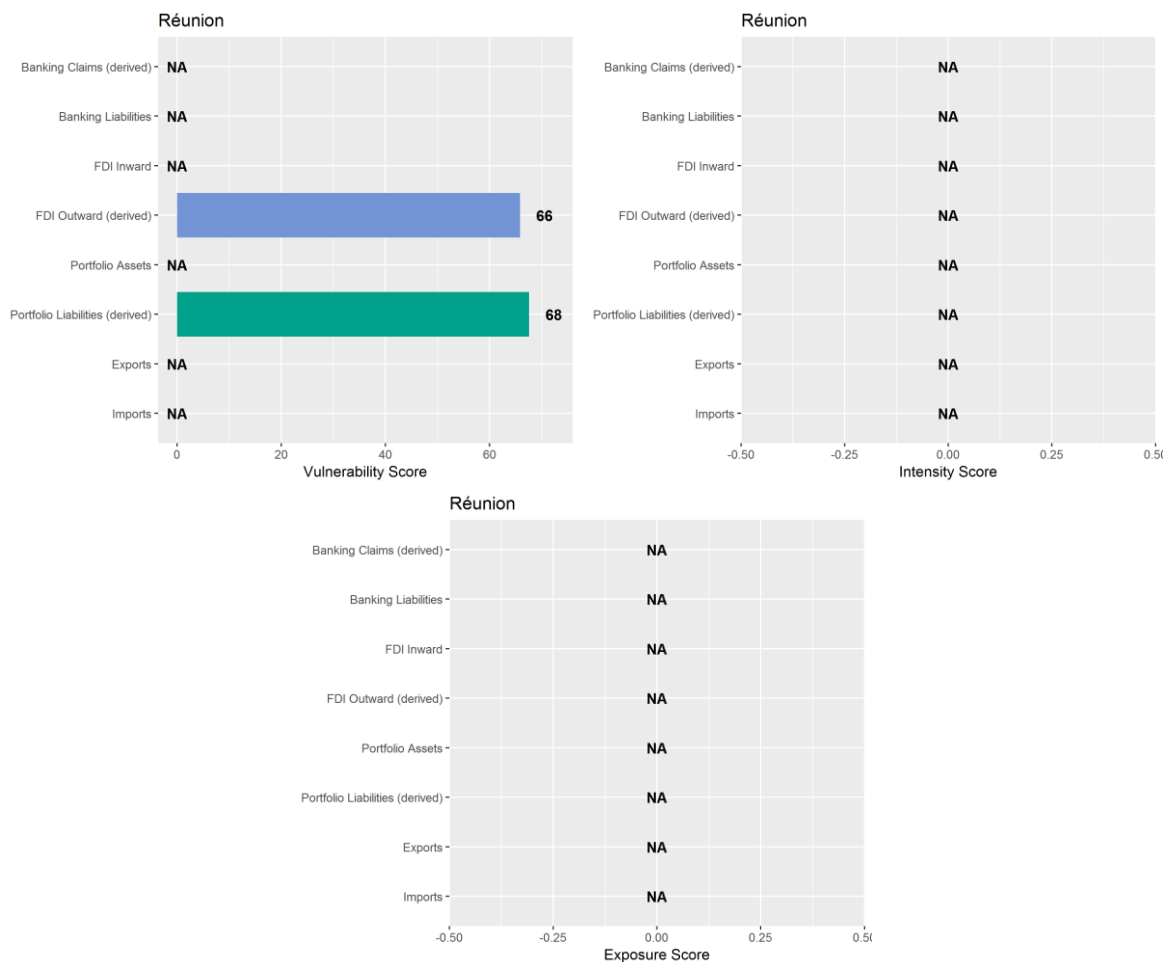 Réunion
Banking Claims (derived) NA
Banking Liabilities NA
FDI Inward NA
FDI Outward (derived) 66
Portfolio Assets NA
Portfolio Liabilities (derived) 68
Exports NA
Imports NA
0 20 40 60
Vulnerability Score
Réunion
Banking Claims (derived) NA
Banking Liabilities NA
FDI Inward NA
FDI Outward (derived) NA
Portfolio Assets NA
Portfolio Liabilities (derived) NA
Exports NA
Imports NA
-0.50 -0.25 0.00 0.25 0.50
Intensity Score
Réunion
Banking Claims (derived) NA
Banking Liabilities NA
FDI Inward NA
FDI Outward (derived) NA
Portfolio Assets NA
Portfolio Liabilities (derived) NA
Exports NA
Imports NA
-0.50 -0.25 0.00 0.25 0.50
Exposure Score